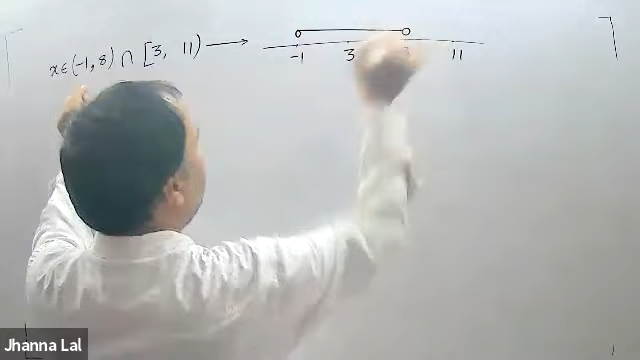 x∈(-1, 8) ∩ [3, 11) →
-1 3 11
Jhanna Lal